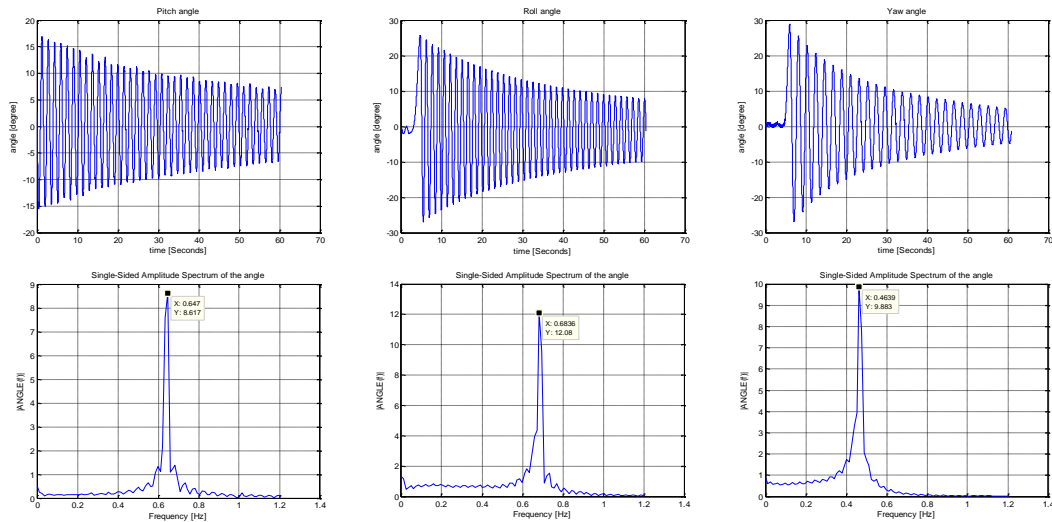 Pitch angle
20
15
10
5
0
-5
-10
-15
-20
angle [degree]
0 10 20 30 40 50 60 70
time [Seconds]
Roll angle
30
20
10
0
-10
-20
-30
angle [degree]
0 10 20 30 40 50 60 70
time [Seconds]
Yaw angle
30
20
10
0
-10
-20
-30
angle [degree]
0 10 20 30 40 50 60 70
time [Seconds]
Single-Sided Amplitude Spectrum of the angle
9
8
7
6
5
4
3
2
1
0
|ANGLE(f)|
X: 0.647
Y: 8.617
0 0.2 0.4 0.6 0.8 1 1.2 1.4
Frequency [Hz]
Single-Sided Amplitude Spectrum of the angle
14
12
10
8
6
4
2
0
|ANGLE(f)|
X: 0.6836
Y: 12.08
0 0.2 0.4 0.6 0.8 1 1.2 1.4
Frequency [Hz]
Single-Sided Amplitude Spectrum of the angle
10
9
8
7
6
5
4
3
2
1
0
|ANGLE(f)|
X: 0.4639
Y: 9.883
0 0.2 0.4 0.6 0.8 1 1.2 1.4
Frequency [Hz]